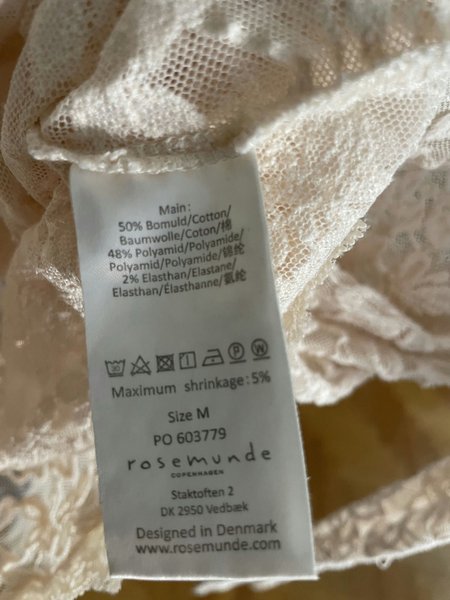 Main:
50% Bomuld/Cotton/
Baumwolle/Coton/棉
48% Polyamid/Polyamide/
Polyamid/Polyamide/锦纶
2% Elasthan/Elastane/
Elasthan/Élasthanne/氨纶
30 P W
Maximum shrinkage: 5%
Size M
PO 603779
rosemunde
COPENHAGEN
Staktoften 2
DK 2950 Vedbæk
Designed in Denmark
www.rosemunde.com